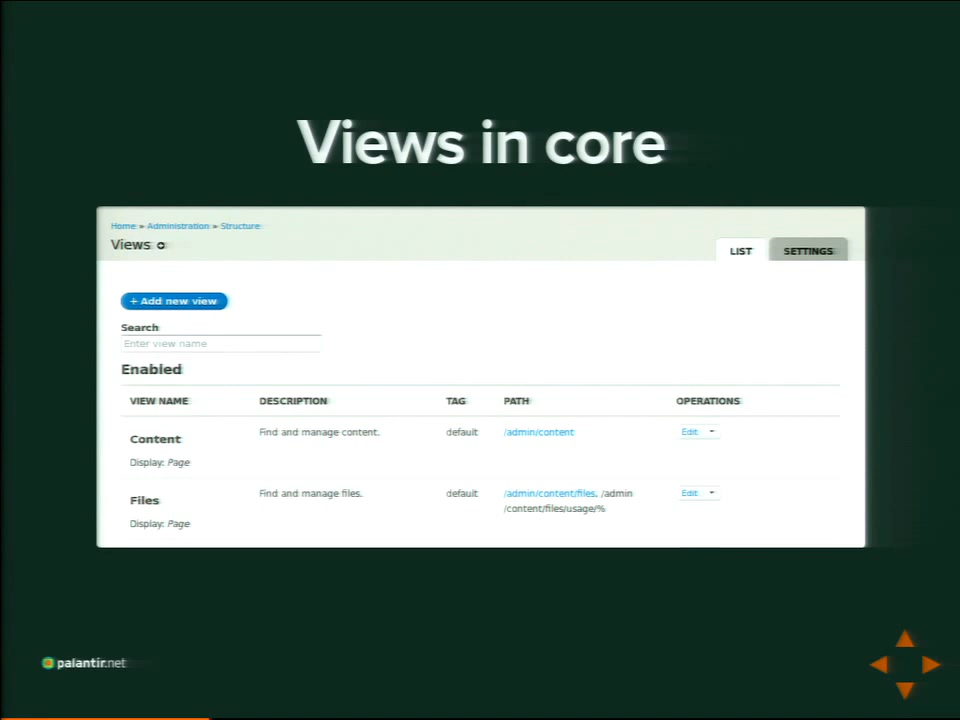 Views in core
Home » Administration » Structure
Views
LIST SETTINGS
+ Add new view
Search
Enter view name
Enabled
VIEW NAME DESCRIPTION TAG PATH OPERATIONS
Content Find and manage content. default /admin/content Edit
Display: Page
Files Find and manage files. default /admin/content/files, /admin Edit
/content/files/usage/%
Display: Page
palantir.net